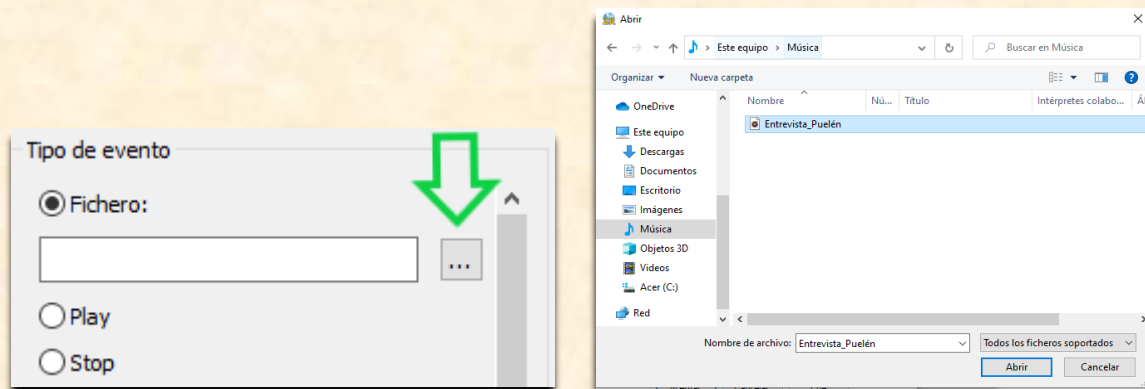 Tipo de evento
Fichero:
...
Play
Stop
Abrir
Este equipo › Música
Buscar en Música
Organizar
Nueva carpeta
Nombre
Nú...
Título
Intérpretes colabo...
Entrevista_Puelén
OneDrive
Este equipo
Descargas
Documentos
Escritorio
Imágenes
Música
Objetos 3D
Videos
Acer (C:)
Red
Nombre de archivo: Entrevista_Puelén
Todos los ficheros soportados
Abrir
Cancelar